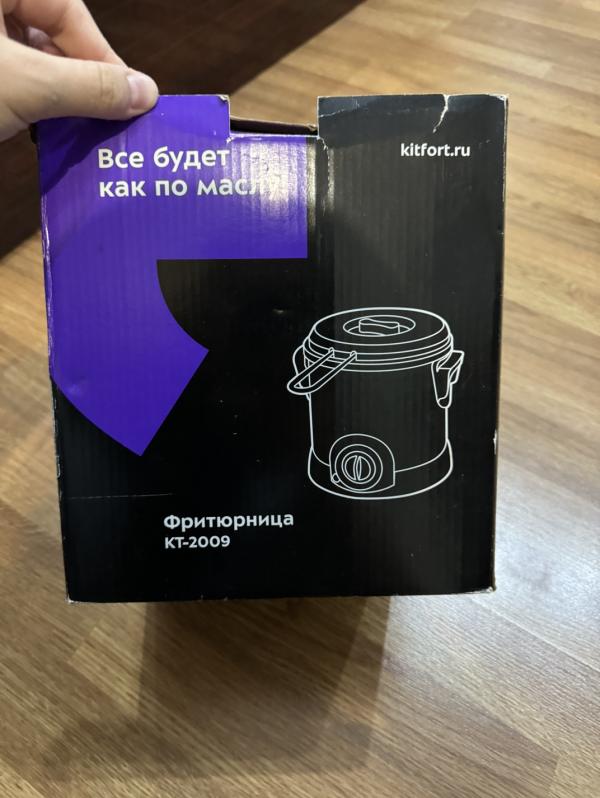 Все будет
как по маслу
kitfort.ru
Фритюрница
КТ-2009